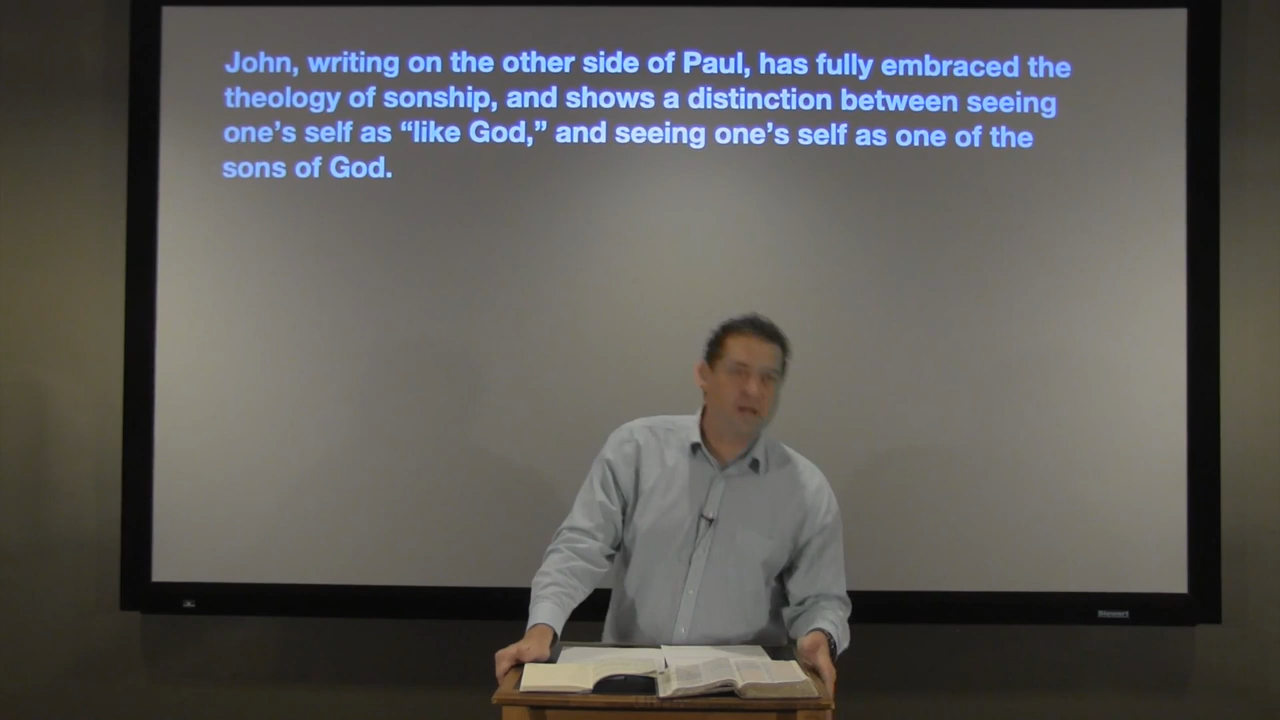 John, writing on the other side of Paul, has fully embraced the
theology of sonship, and shows a distinction between seeing
one’s self as “like God,” and seeing one’s self as one of the
sons of God.
Stewart